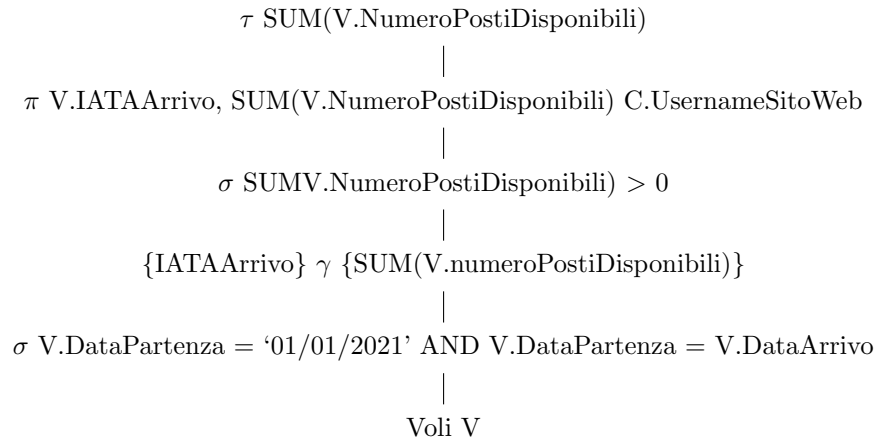 τ SUM(V.NumeroPostiDisponibili)
π V.IATAArrivo, SUM(V.NumeroPostiDisponibili) C.UsernameSitoWeb
σ SUMV.NumeroPostiDisponibili) > 0
{IATAArrivo} γ {SUM(V.numeroPostiDisponibili)}
σ V.DataPartenza = ‘01/01/2021’ AND V.DataPartenza = V.DataArrivo
Voli V